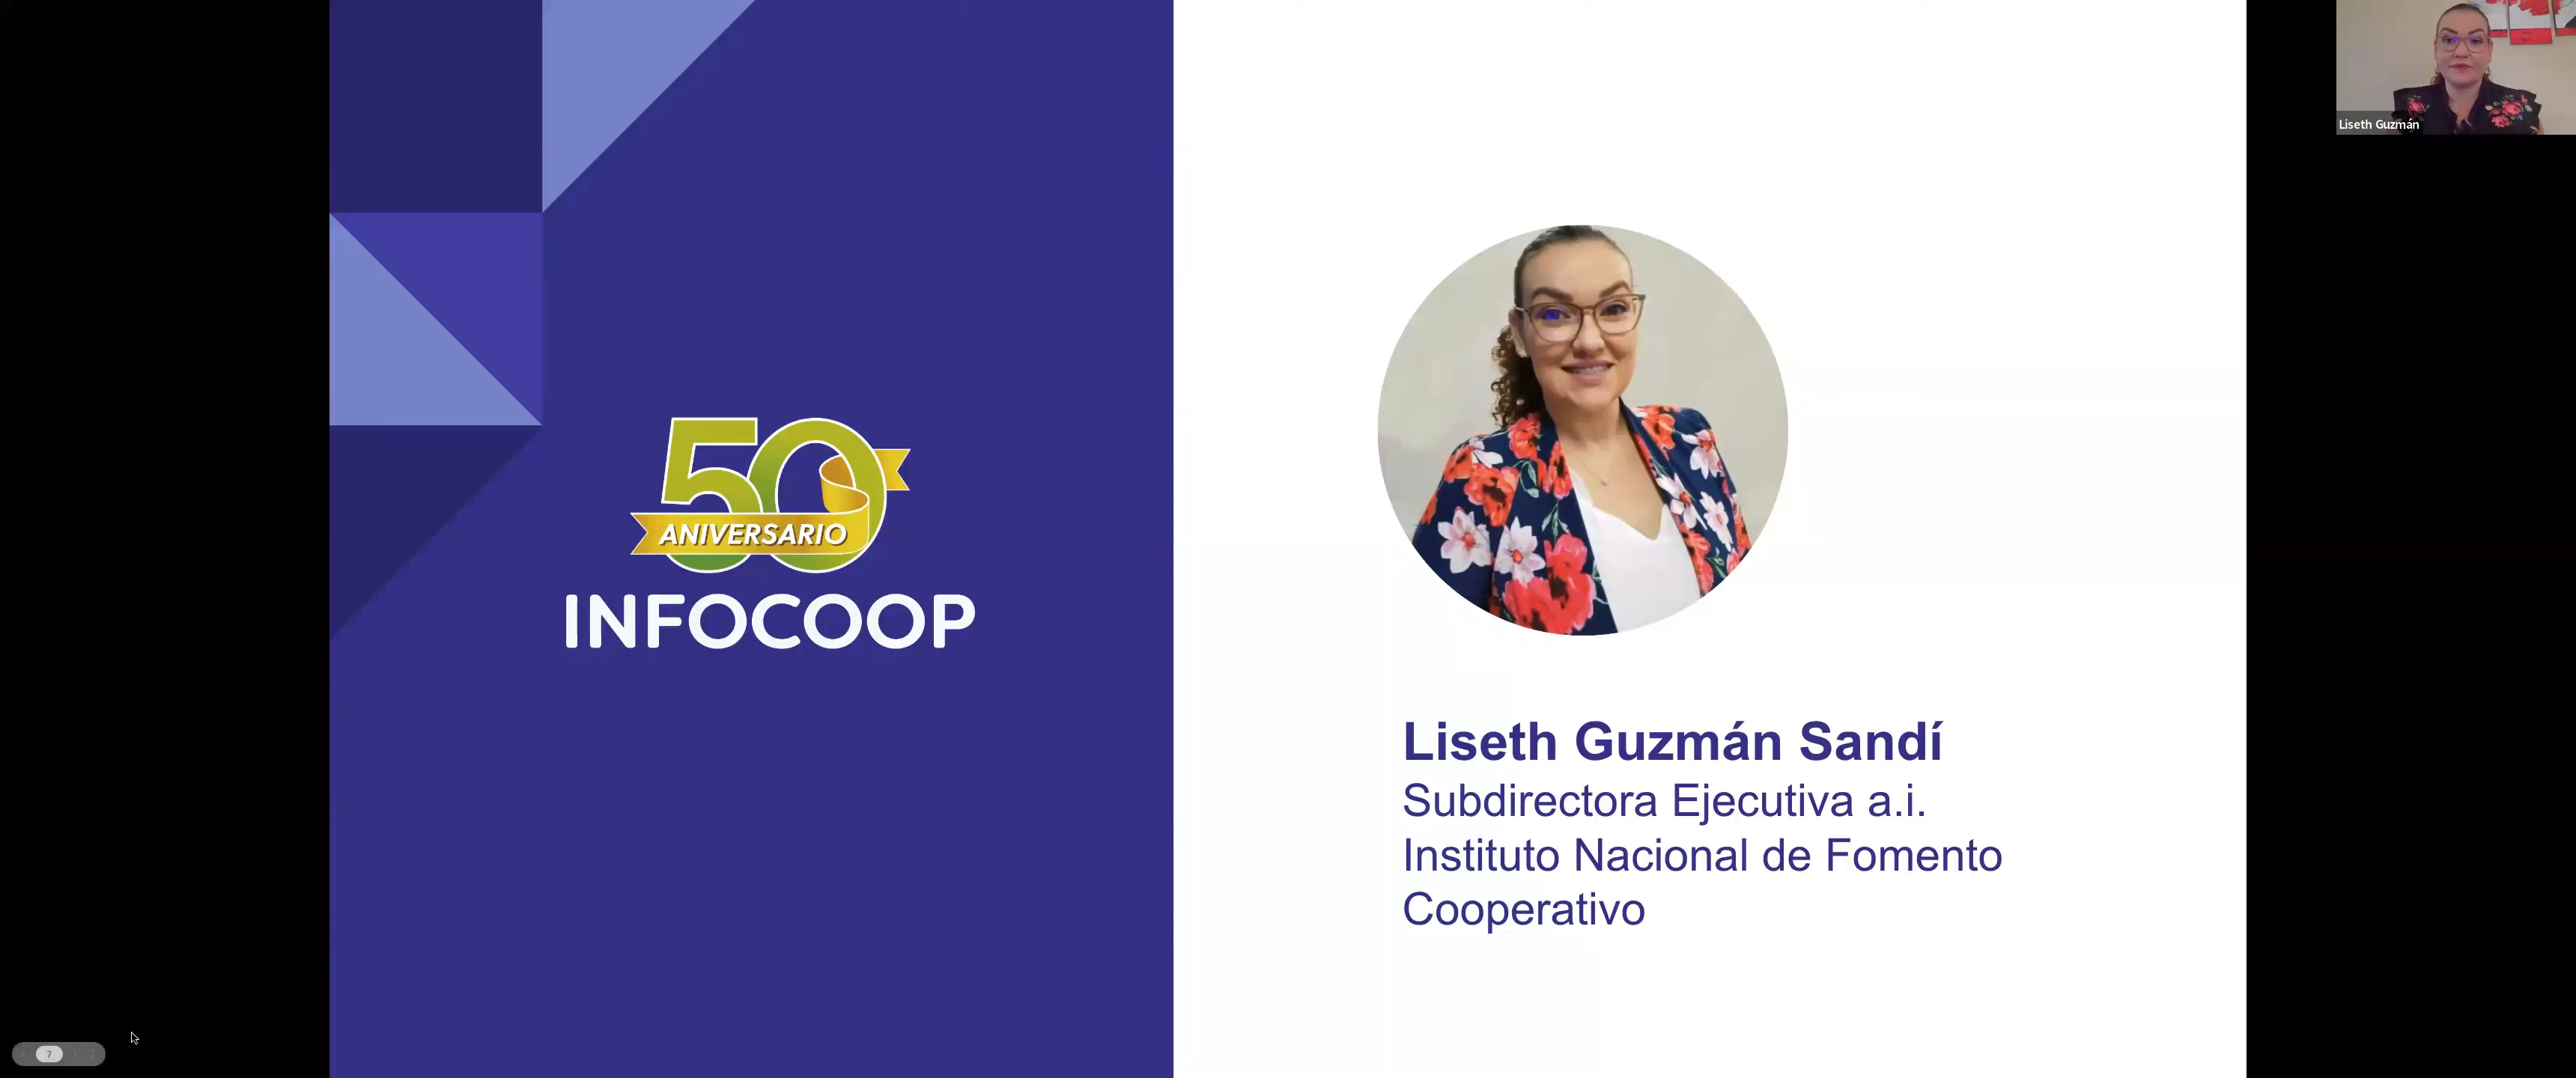 50
ANIVERSARIO
INFOCOOP
Liseth Guzmán Sandí
Subdirectora Ejecutiva a.i.
Instituto Nacional de Fomento
Cooperativo
Liseth Guzmán
7